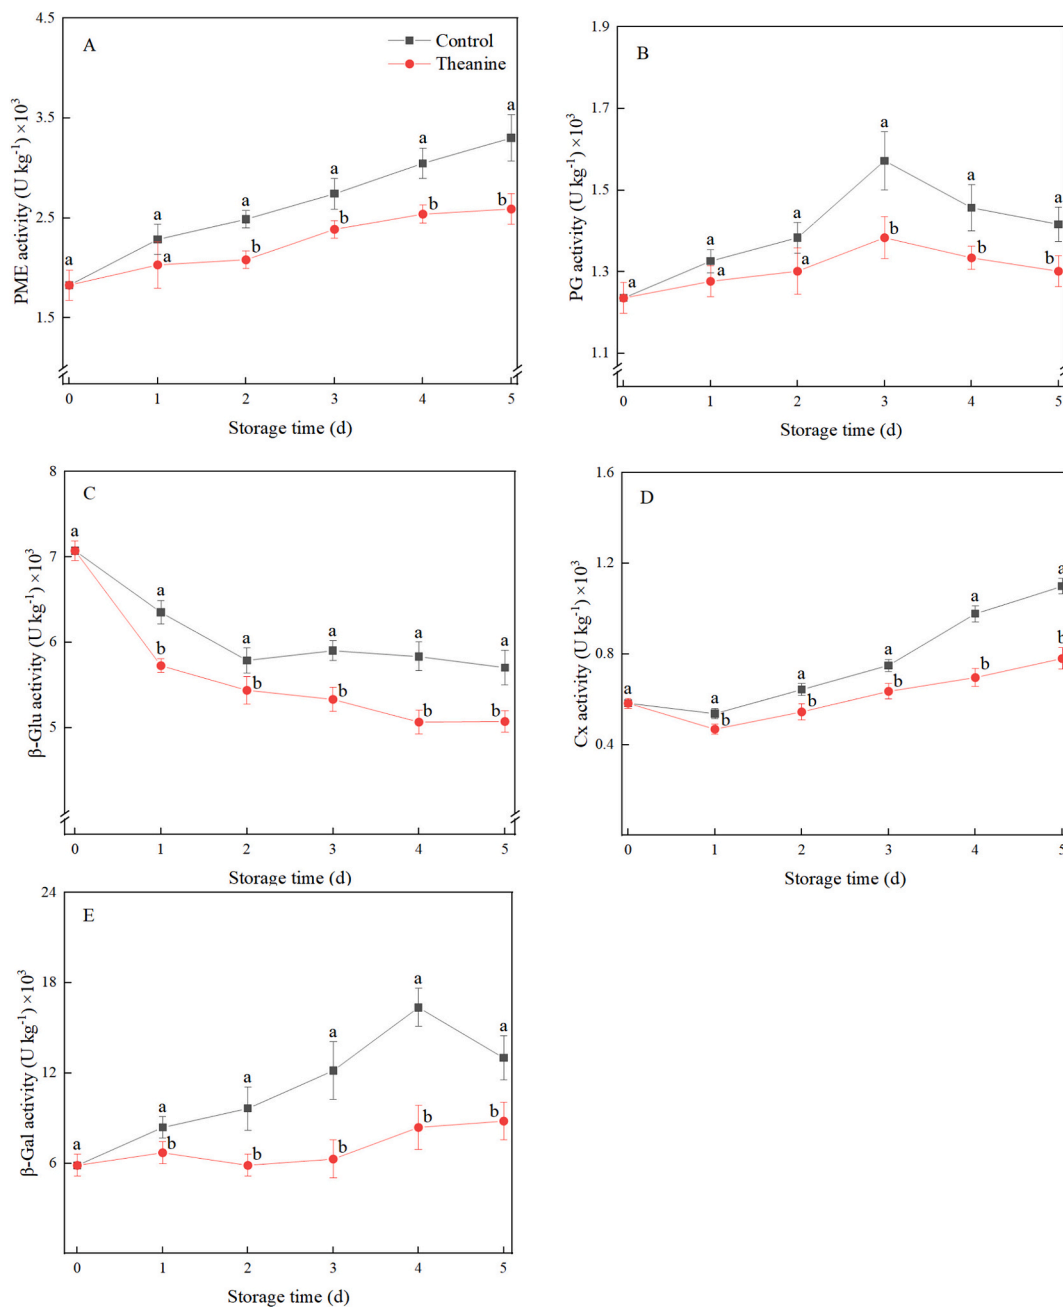 A
Control
Theanine
4.5
3.5
2.5
1.5
PME activity (U kg⁻¹) ×10³
a a a a a a
a b b b b
0 1 2 3 4 5
Storage time (d)
B
1.9
1.7
1.5
1.3
1.1
PG activity (U kg⁻¹) ×10³
a a a a a a
a a b b b
0 1 2 3 4 5
Storage time (d)
C
8
7
6
5
β-Glu activity (U kg⁻¹) ×10³
a a a a a a
b b b b b
0 1 2 3 4 5
Storage time (d)
D
1.6
1.2
0.8
0.4
Cx activity (U kg⁻¹) ×10³
a a a a a a
b b b b b
0 1 2 3 4 5
Storage time (d)
E
24
18
12
6
β-Gal activity (U kg⁻¹) ×10³
a a a a a a
b b b b b
0 1 2 3 4 5
Storage time (d)